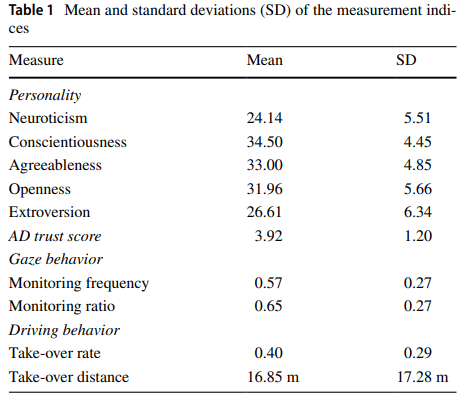 Table 1 Mean and standard deviations (SD) of the measurement indi-
ces
Measure Mean SD
Personality
Neuroticism 24.14 5.51
Conscientiousness 34.50 4.45
Agreeableness 33.00 4.85
Openness 31.96 5.66
Extroversion 26.61 6.34
AD trust score 3.92 1.20
Gaze behavior
Monitoring frequency 0.57 0.27
Monitoring ratio 0.65 0.27
Driving behavior
Take-over rate 0.40 0.29
Take-over distance 16.85 m 17.28 m